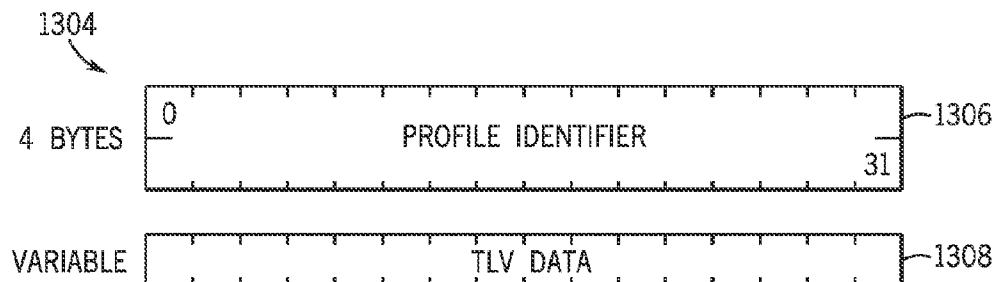 1304
0
4 BYTES
PROFILE IDENTIFIER
1306
31
VARIABLE
TLV DATA
1308